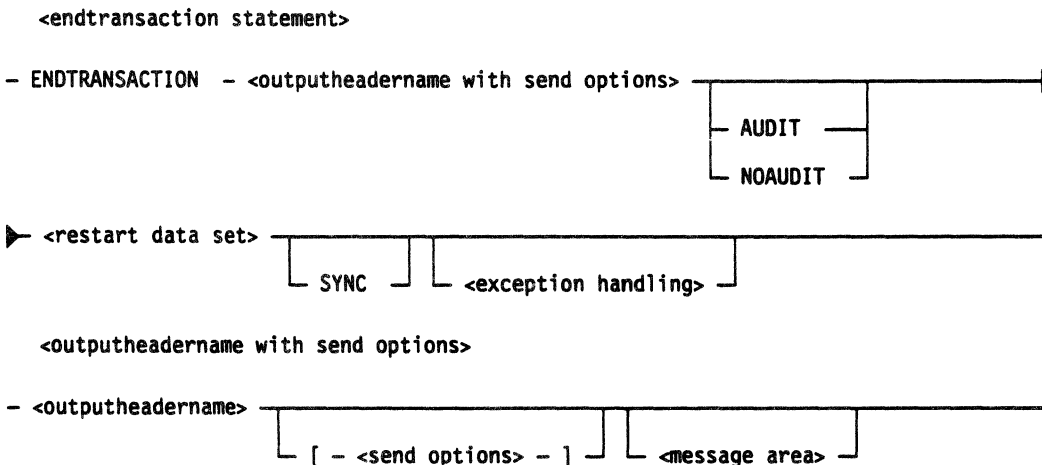 <endtransaction statement>
– ENDTRANSACTION – <outputheadername with send options>
AUDIT
NOAUDIT
<restart data set>
SYNC
<exception handling>
<outputheadername with send options>
– <outputheadername>
[ – <send options> – ]
<message area>